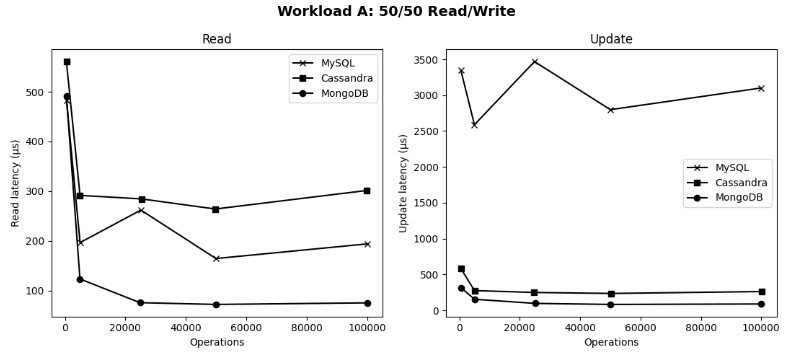 Workload A: 50/50 Read/Write
Read
Read latency (μs)
500
400
300
200
100
MySQL
Cassandra
MongoDB
0 20000 40000 60000 80000 100000
Operations
Update
Update latency (μs)
3500
3000
2500
2000
1500
1000
500
0
MySQL
Cassandra
MongoDB
0 20000 40000 60000 80000 100000
Operations